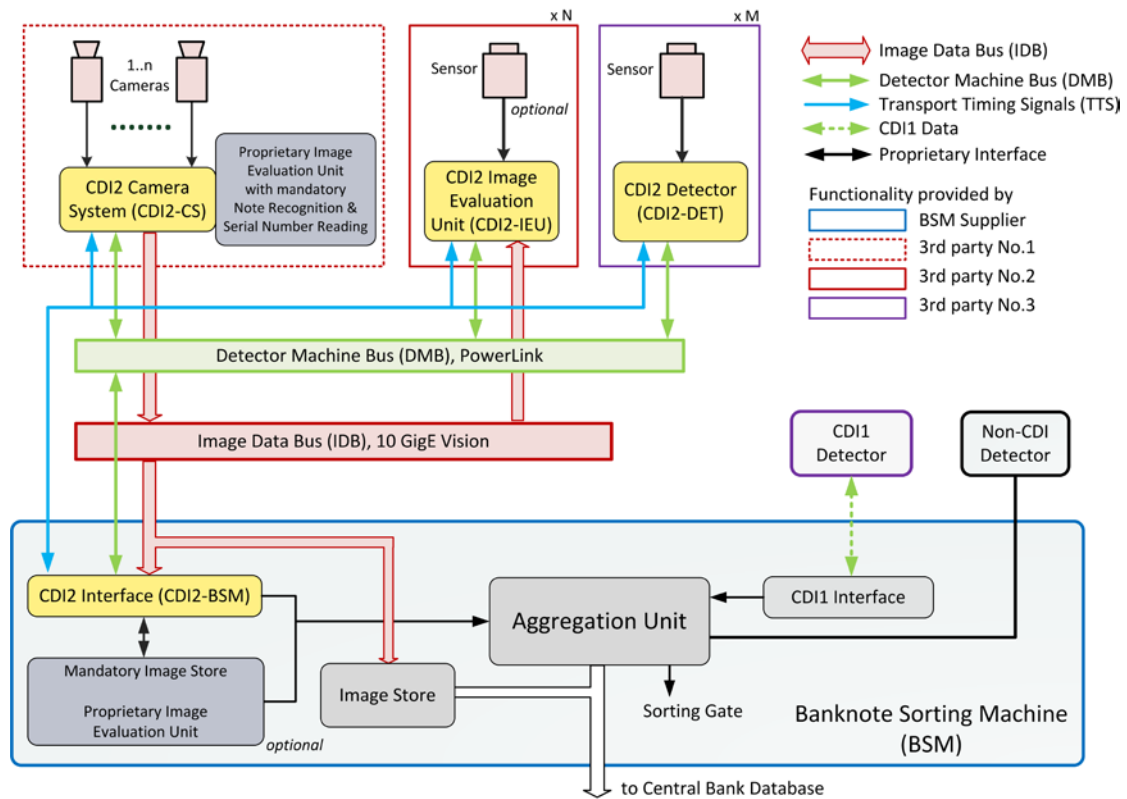 x N
x M
1..n
Cameras
Sensor
optional
Sensor
CDI2 Camera
System (CDI2-CS)
Proprietary Image
Evaluation Unit
with mandatory
Note Recognition &
Serial Number Reading
CDI2 Image
Evaluation
Unit (CDI2-IEU)
CDI2 Detector
(CDI2-DET)
Image Data Bus (IDB)
Detector Machine Bus (DMB)
Transport Timing Signals (TTS)
CDI1 Data
Proprietary Interface
Functionality provided by
BSM Supplier
3rd party No.1
3rd party No.2
3rd party No.3
Detector Machine Bus (DMB), PowerLink
Image Data Bus (IDB), 10 GigE Vision
CDI1
Detector
Non-CDI
Detector
CDI2 Interface (CDI2-BSM)
Aggregation Unit
CDI1 Interface
Mandatory Image Store
Proprietary Image
Evaluation Unit
optional
Image Store
Sorting Gate
Banknote Sorting Machine
(BSM)
to Central Bank Database